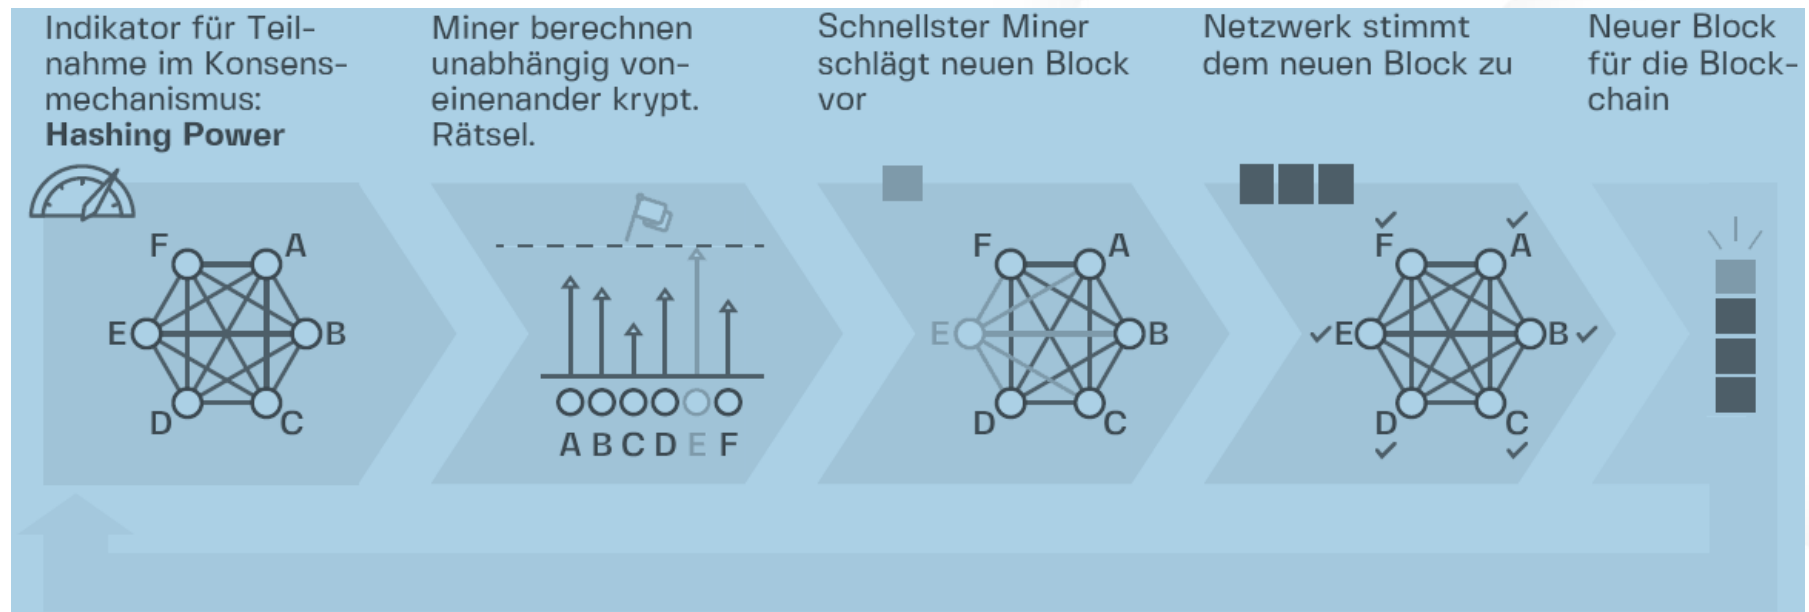 Indikator für Teil-
nahme im Konsens-
mechanismus:
Hashing Power
Miner berechnen
unabhängig von-
einenander krypt.
Rätsel.
Schnellster Miner
schlägt neuen Block
vor
Netzwerk stimmt
dem neuen Block zu
Neuer Block
für die Block-
chain
F A
E B
D C
A B C D E F
F A
E B
D C
F A
E B
D C